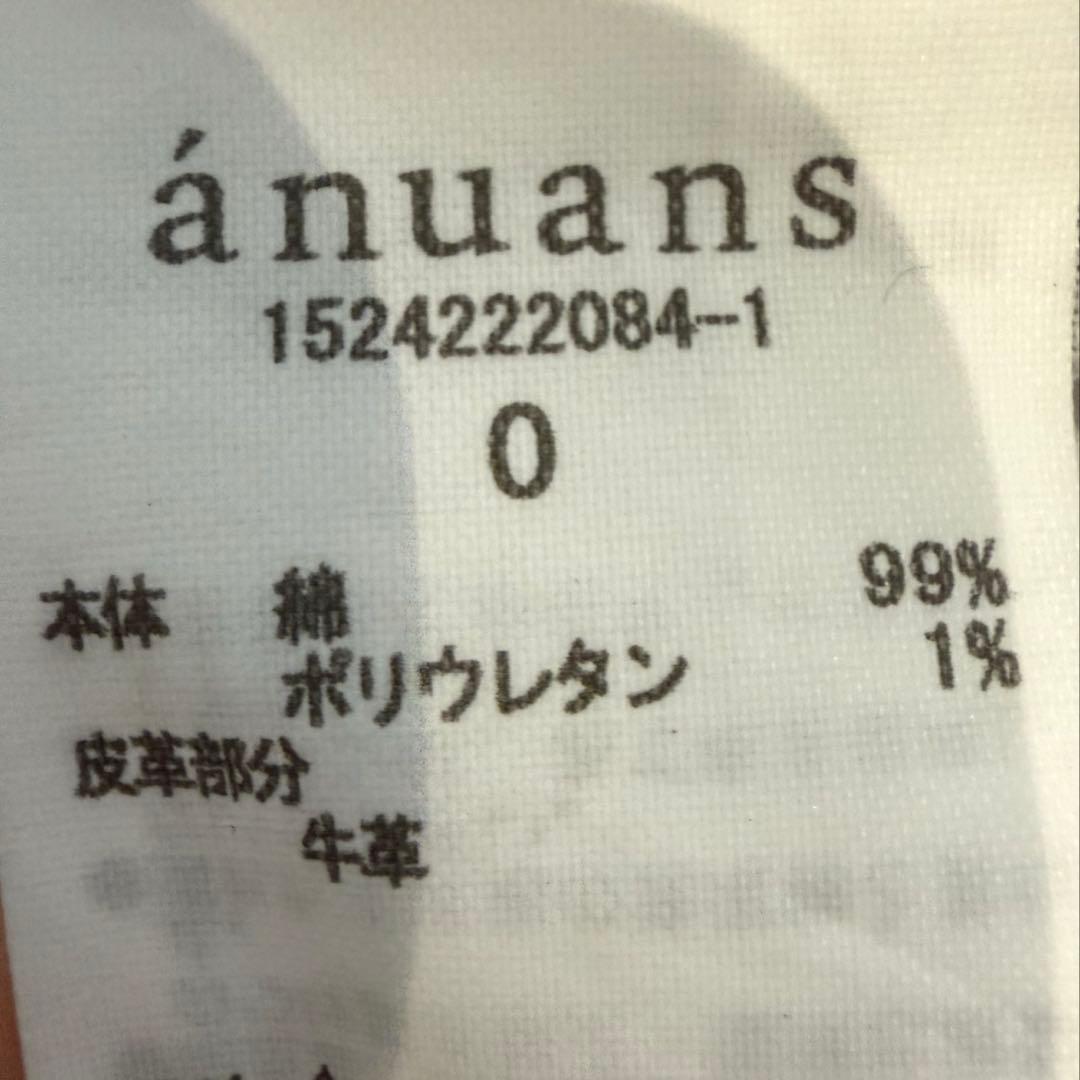 ánuans
1524222084-1
0
本体 綿 99%
ポリウレタン 1%
皮革部分
牛革